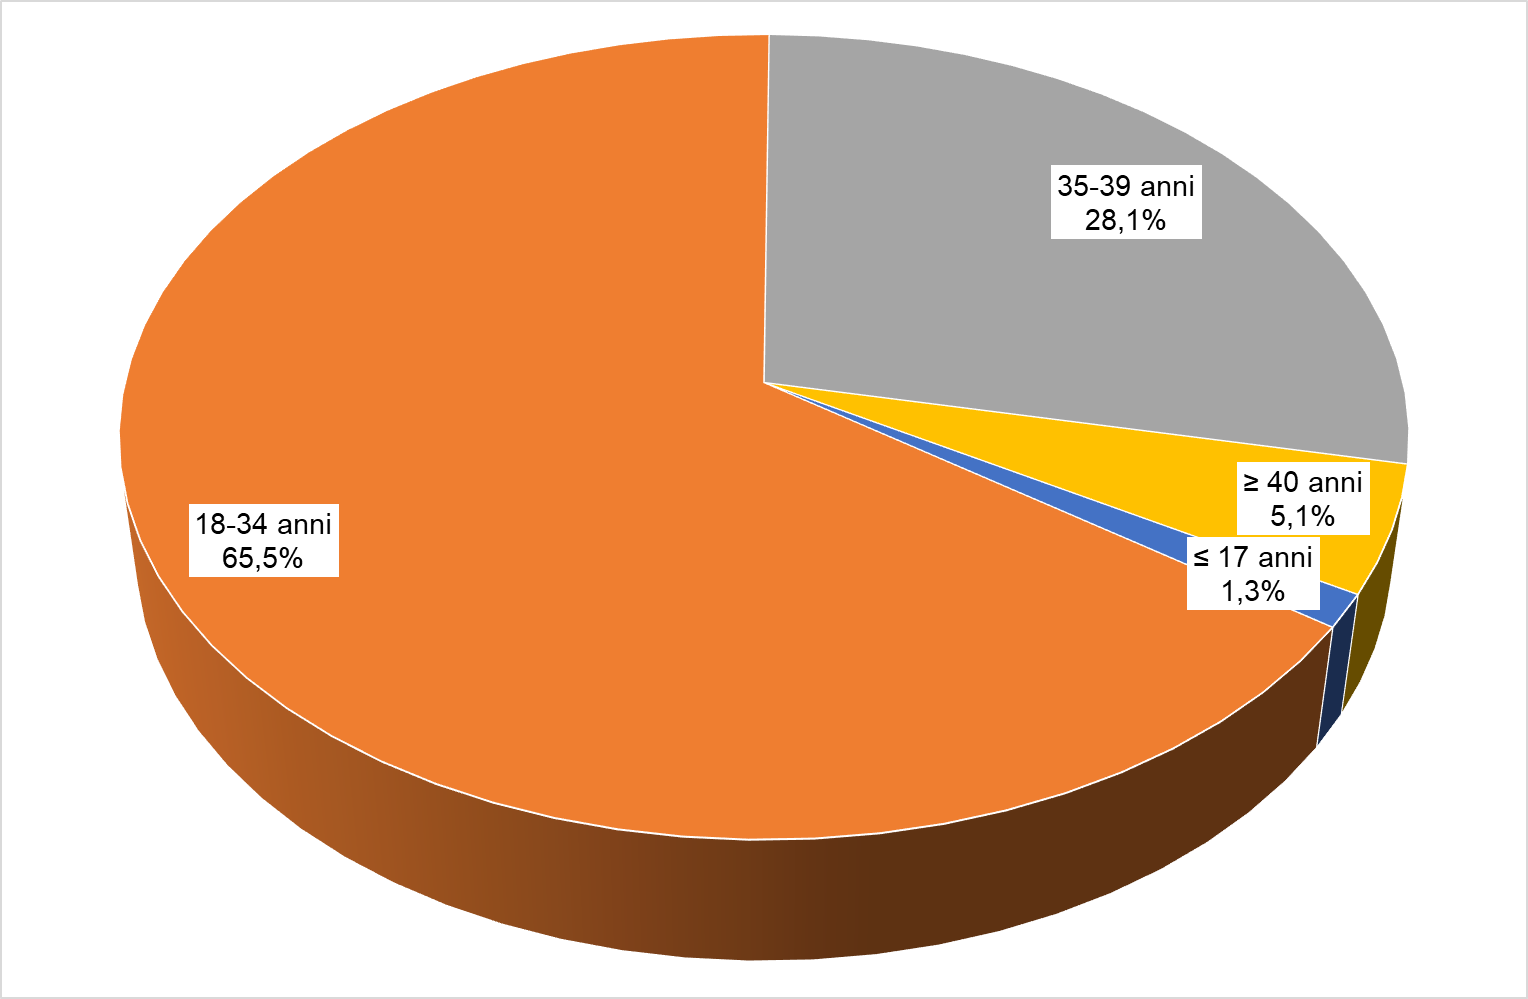 35-39 anni
28,1%
≥ 40 anni
5,1%
18-34 anni
65,5%
≤ 17 anni
1,3%